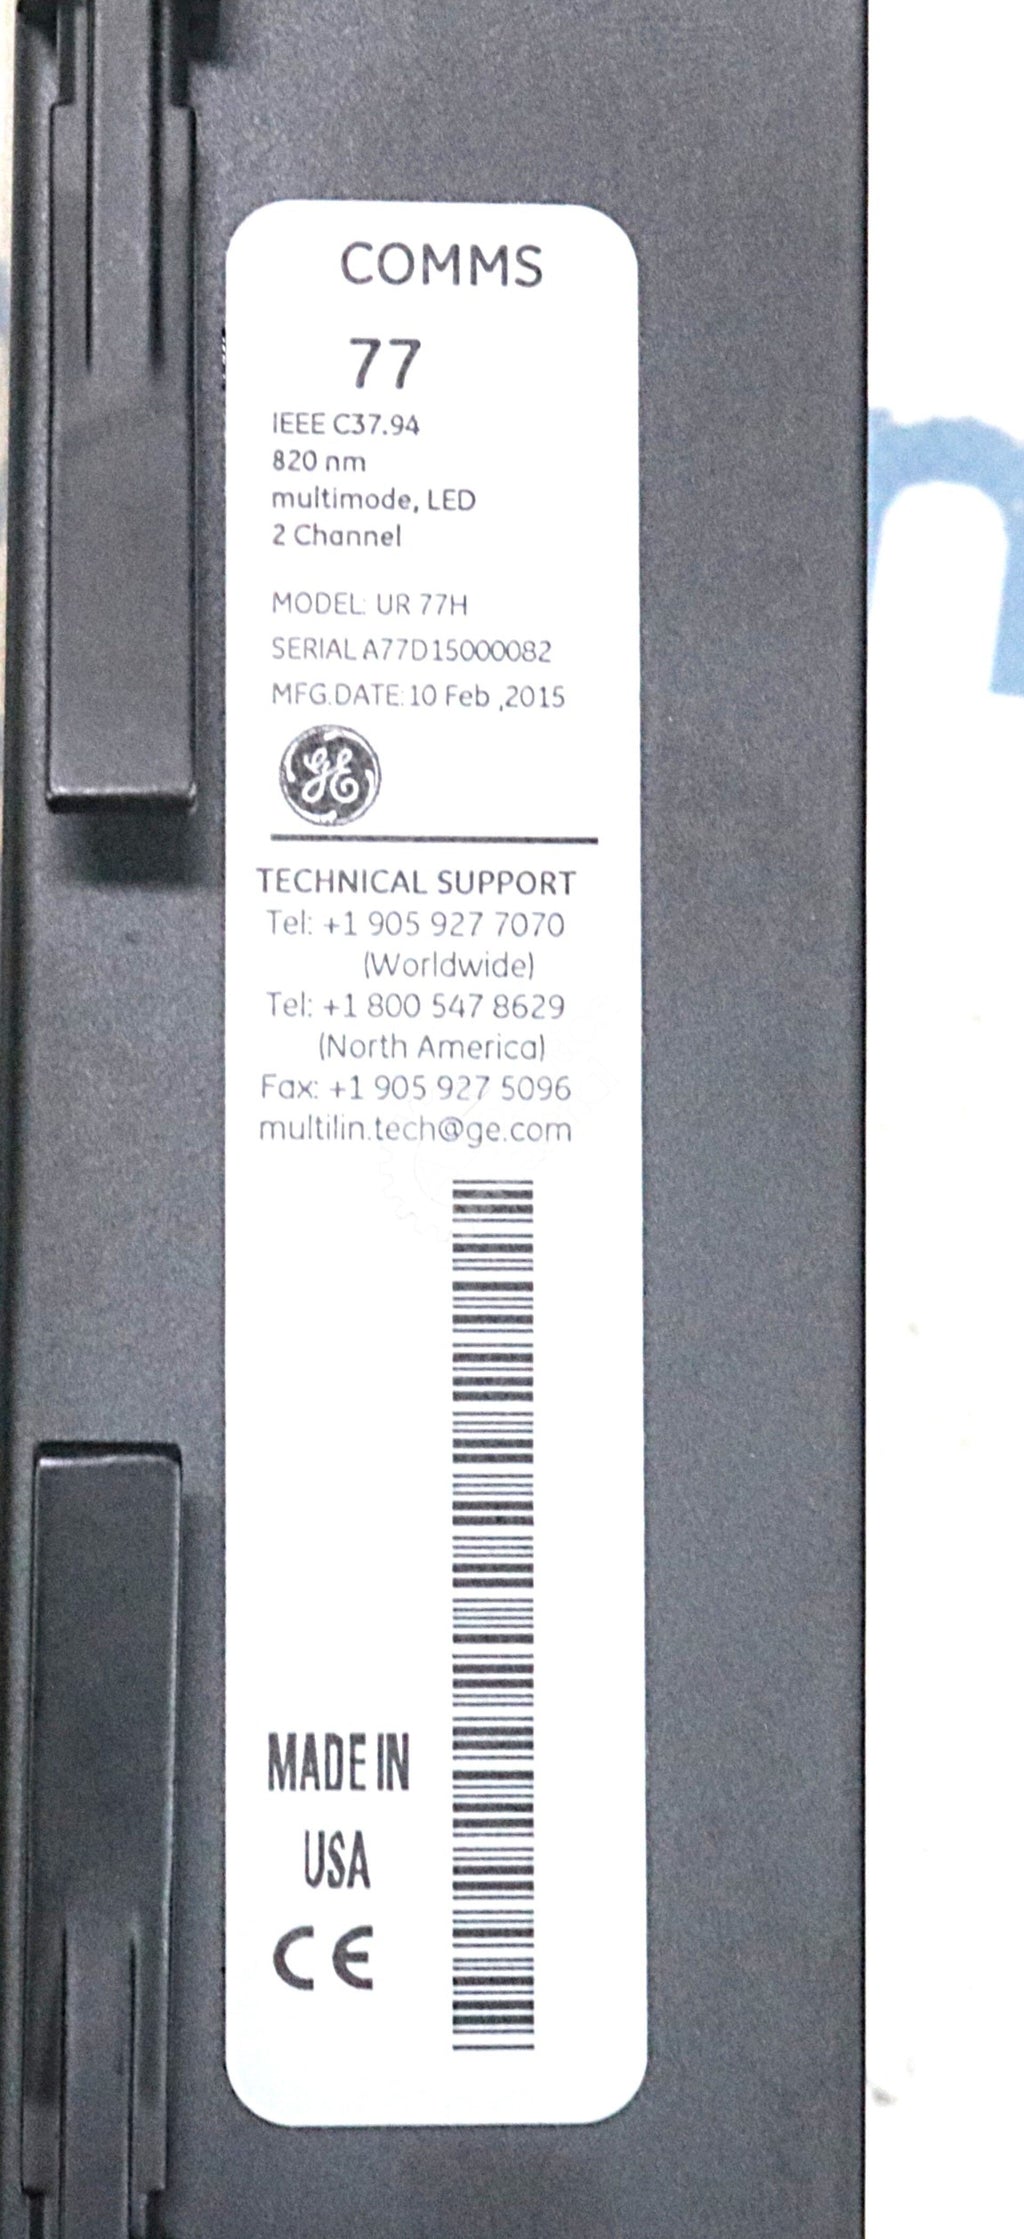 COMMS
77
IEEE C37.94
820 nm
multimode, LED
2 Channel
MODEL: UR 77H
SERIAL A77D15000082
MFG.DATE: 10 Feb ,2015
GE
TECHNICAL SUPPORT
Tel: +1 905 927 7070
(Worldwide)
Tel: +1 800 547 8629
(North America)
Fax: +1 905 927 5096
multilin.tech@ge.com
MADE IN
USA
CE